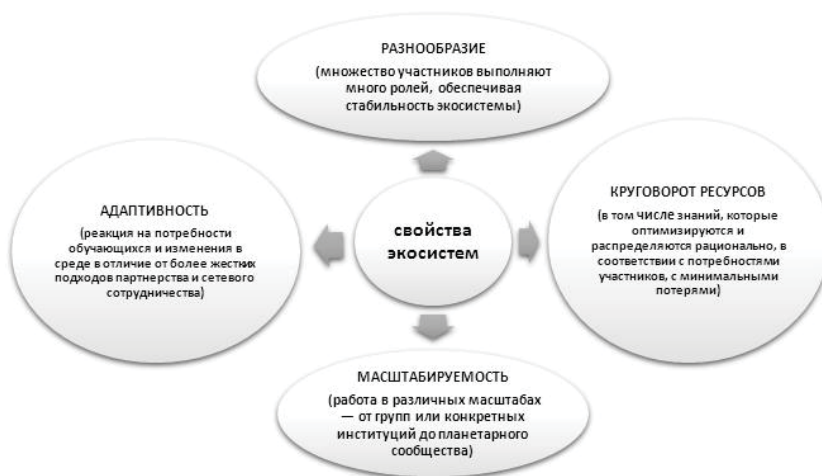 РАЗНООБРАЗИЕ
(множество участников выполняют
много ролей, обеспечивая
стабильность экосистемы)
АДАПТИВНОСТЬ
(реакция на потребности
обучающихся и изменения в
среде в отличие от более жестких
подходов партнерства и сетевого
сотрудничества)
свойства
экосистем
КРУГОВОРОТ РЕСУРСОВ
(в том числе знаний, которые
оптимизируются и
распределяются рационально, в
соответствии с потребностями
участников, с минимальными
потерями)
МАСШТАБИРУЕМОСТЬ
(работа в различных масштабах
— от групп или конкретных
институций до планетарного
сообщества)